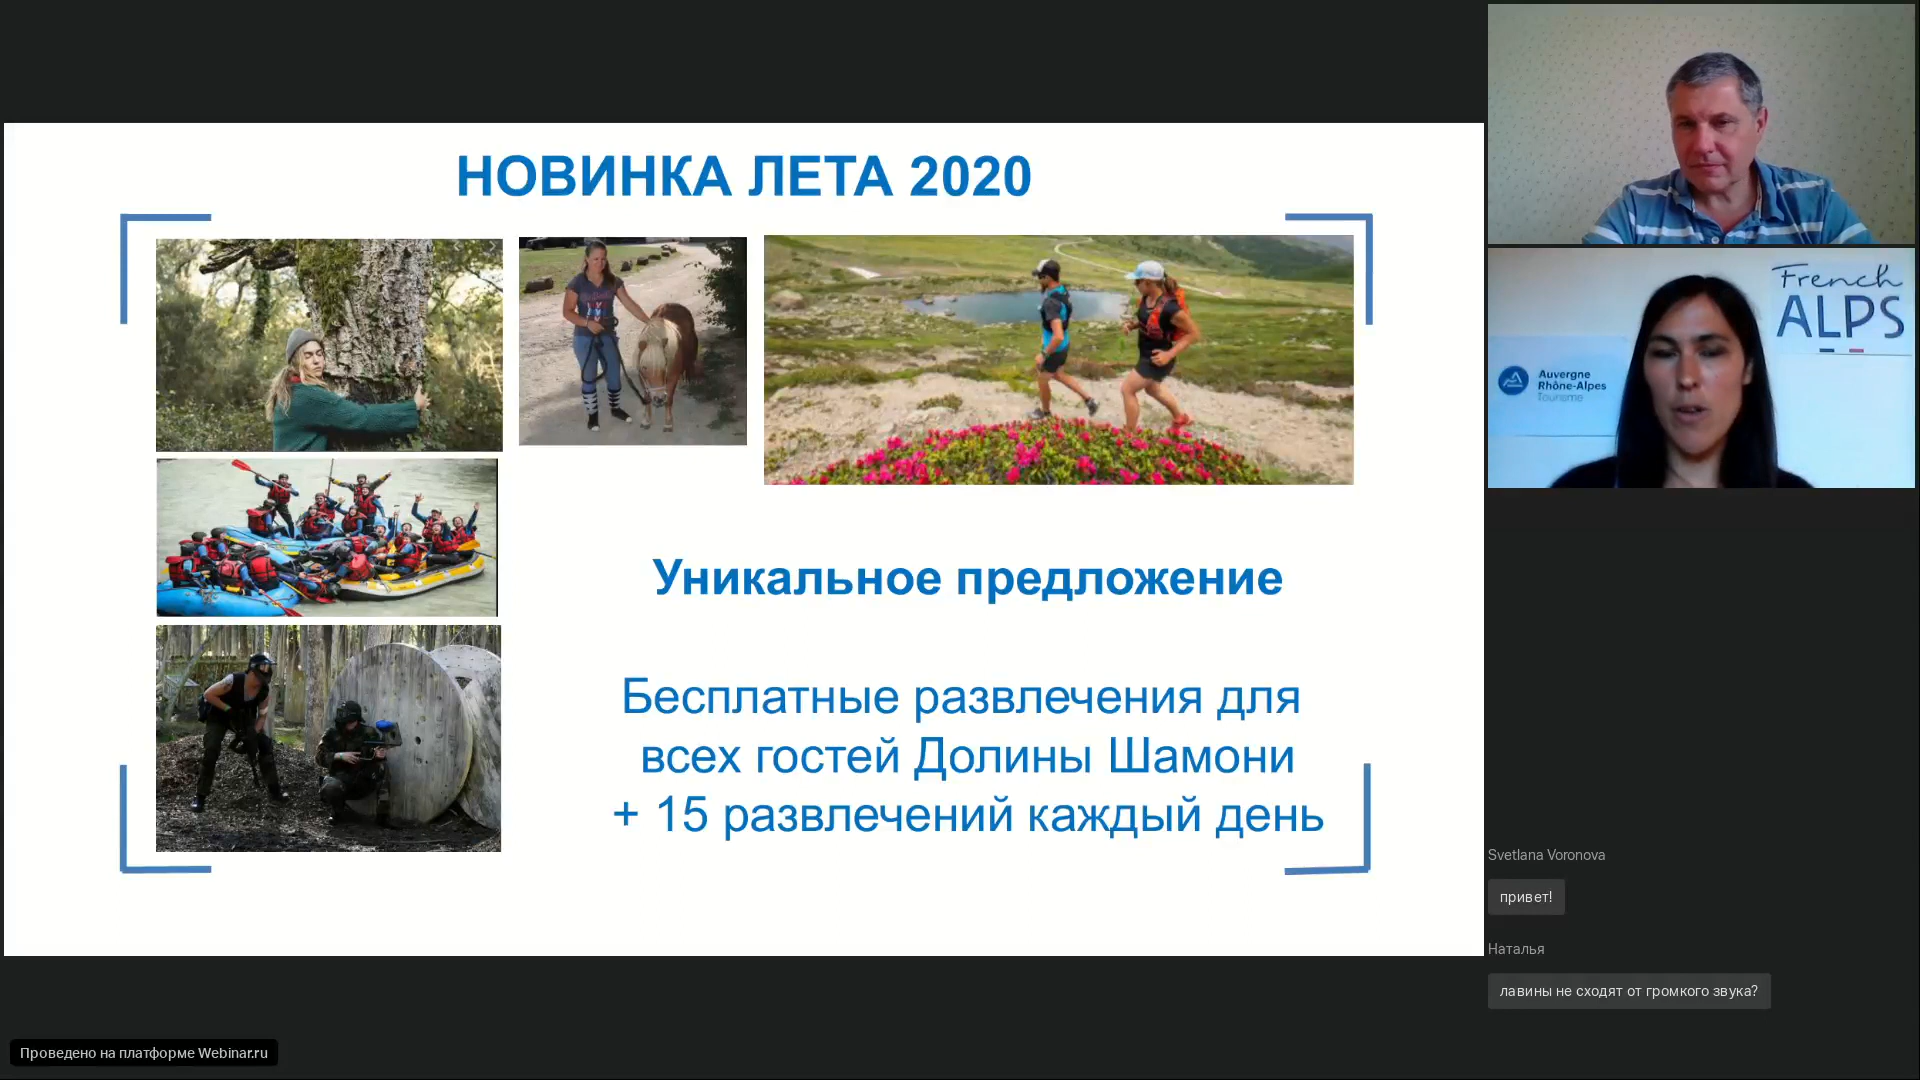 НОВИНКА ЛЕТА 2020
Уникальное предложение
Бесплатные развлечения для
всех гостей Долины Шамони
+ 15 развлечений каждый день
French
ALPS
Auvergne
Rhône-Alpes
Tourisme
Svetlana Voronova
привет!
Наталья
лавины не сходят от громкого звука?
Проведено на платформе Webinar.ru